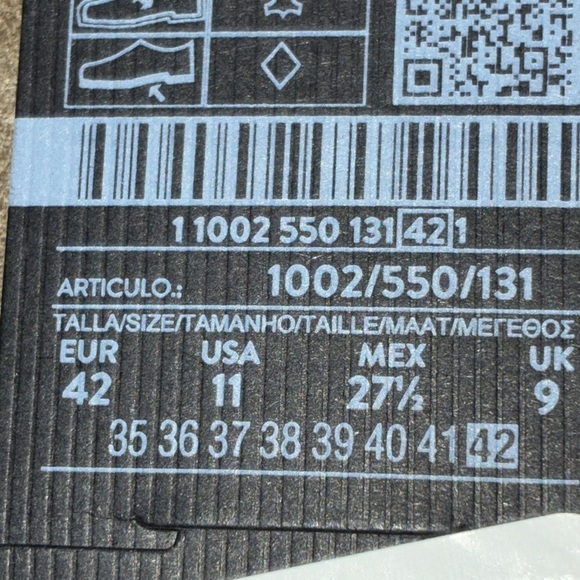 1 1002 550 131 42 1
ARTICULO.: 1002/550/131
TALLA/SIZE/TAMANHO/TAILLE/MAAT/ΜΕΓΕΘΟΣ
EUR USA MEX UK
42 11 27½ 9
35 36 37 38 39 40 41 42